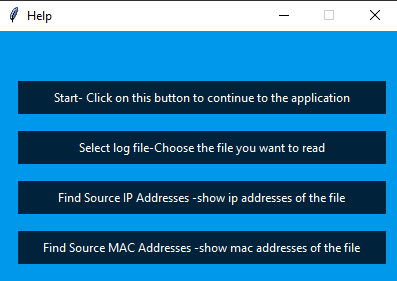 Help
Start- Click on this button to continue to the application
Select log file-Choose the file you want to read
Find Source IP Addresses -show ip addresses of the file
Find Source MAC Addresses -show mac addresses of the file